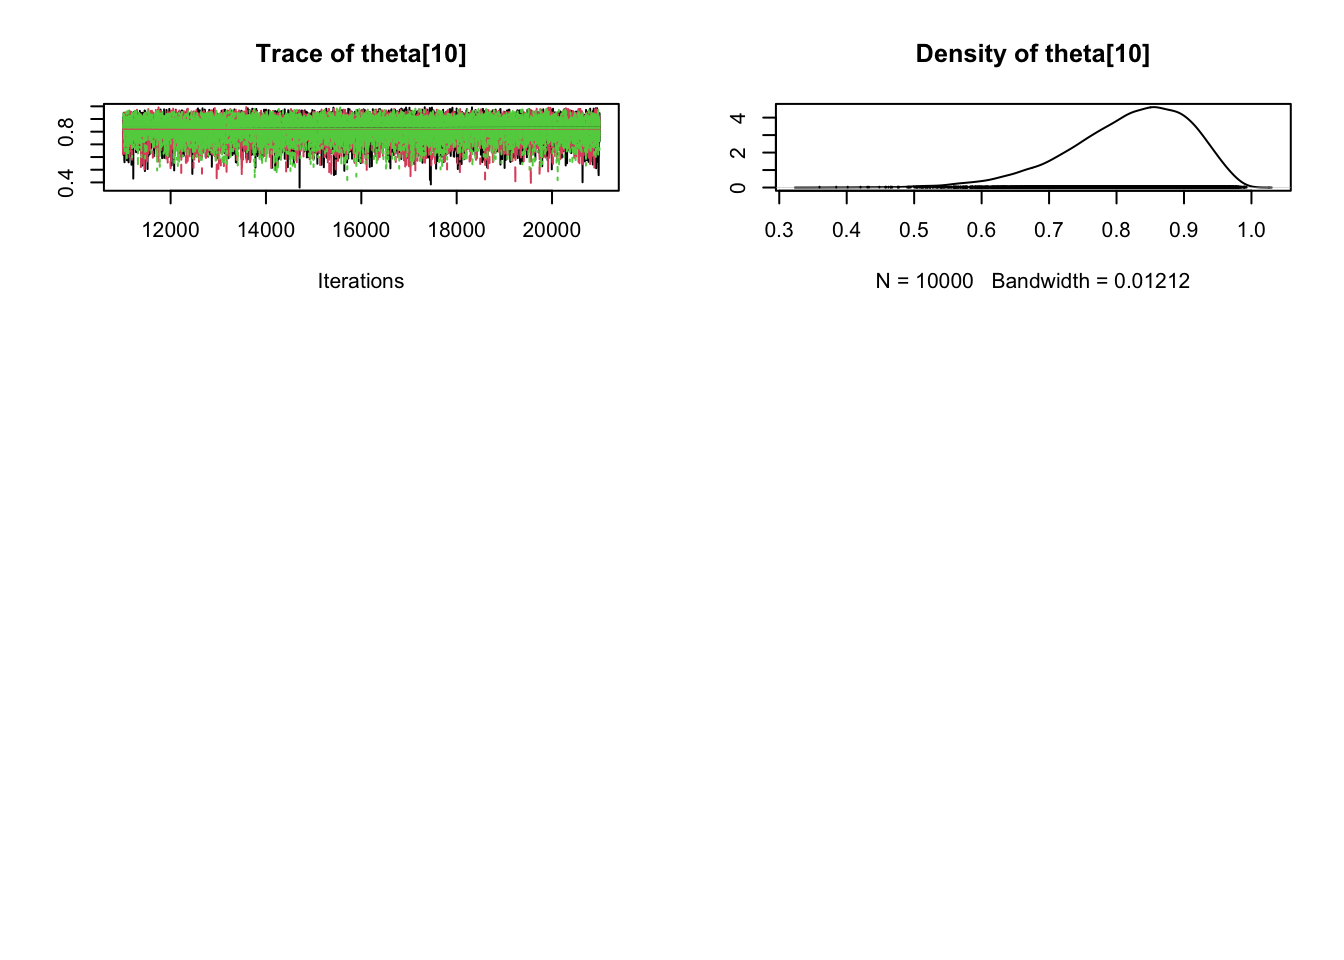 Trace of theta[10]
0.8
0.4
12000 14000 16000 18000 20000
Iterations
Density of theta[10]
4
2
0
0.3 0.4 0.5 0.6 0.7 0.8 0.9 1.0
N = 10000 Bandwidth = 0.01212